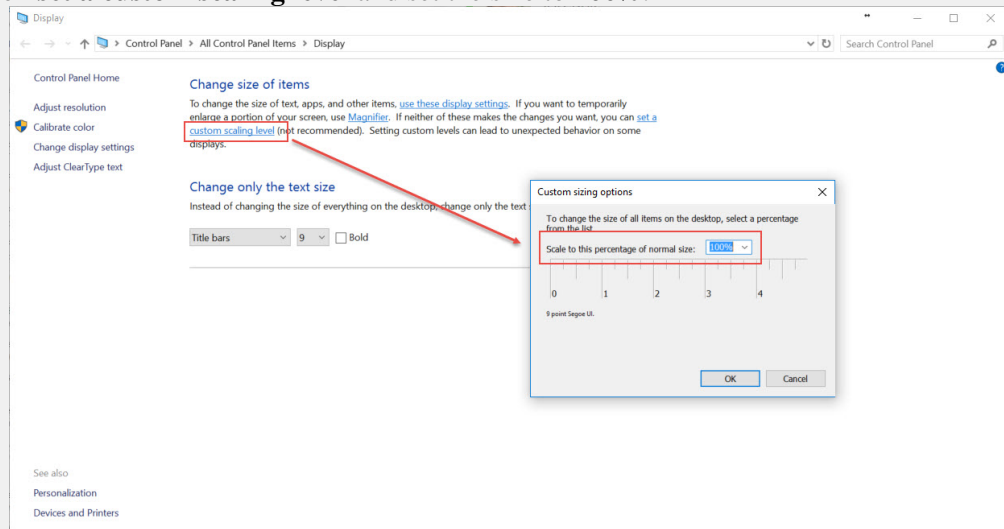 Display
Control Panel > All Control Panel Items > Display
Search Control Panel
Control Panel Home
Adjust resolution
Calibrate color
Change display settings
Adjust ClearType text
Change size of items
To change the size of text, apps, and other items, use these display settings. If you want to temporarily
enlarge a portion of your screen, use Magnifier. If neither of these makes the changes you want, you can set a
custom scaling level (not recommended). Setting custom levels can lead to unexpected behavior on some
displays.
Change only the text size
Instead of changing the size of everything on the desktop, change only the text
Title bars 9 Bold
Custom sizing options
To change the size of all items on the desktop, select a percentage
from the list
Scale to this percentage of normal size: 100%
0 1 2 3 4
9 point Segoe UI.
OK Cancel
See also
Personalization
Devices and Printers